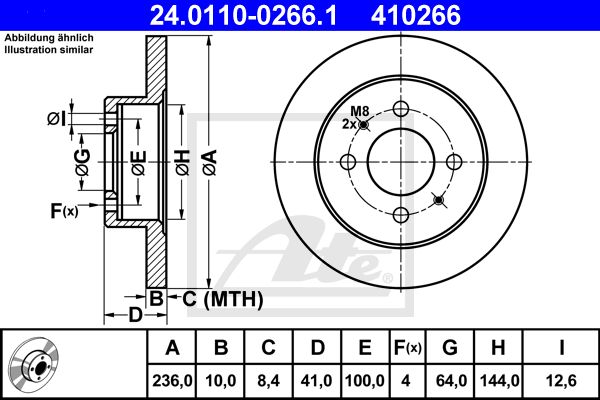 24.0110-0266.1 410266
Abbildung ähnlich
Illustration similar
M8
2x
ØI
ØG
ØE
ØH
ØA
F(x)
B
C (MTH)
D
Ate
A B C D E F(x) G H I
236,0 10,0 8,4 41,0 100,0 4 64,0 144,0 12,6